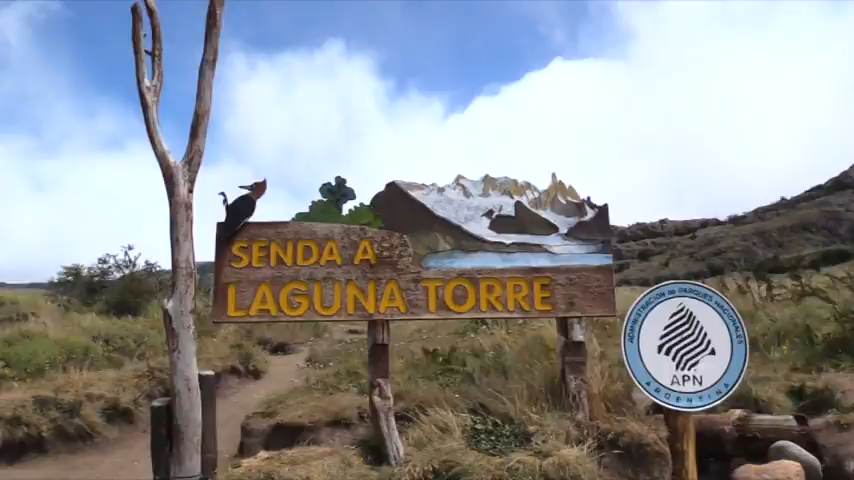 SENDA A
LAGUNA TORRE
ADMINISTRACIÓN DE PARQUES NACIONALES
APN
ARGENTINA